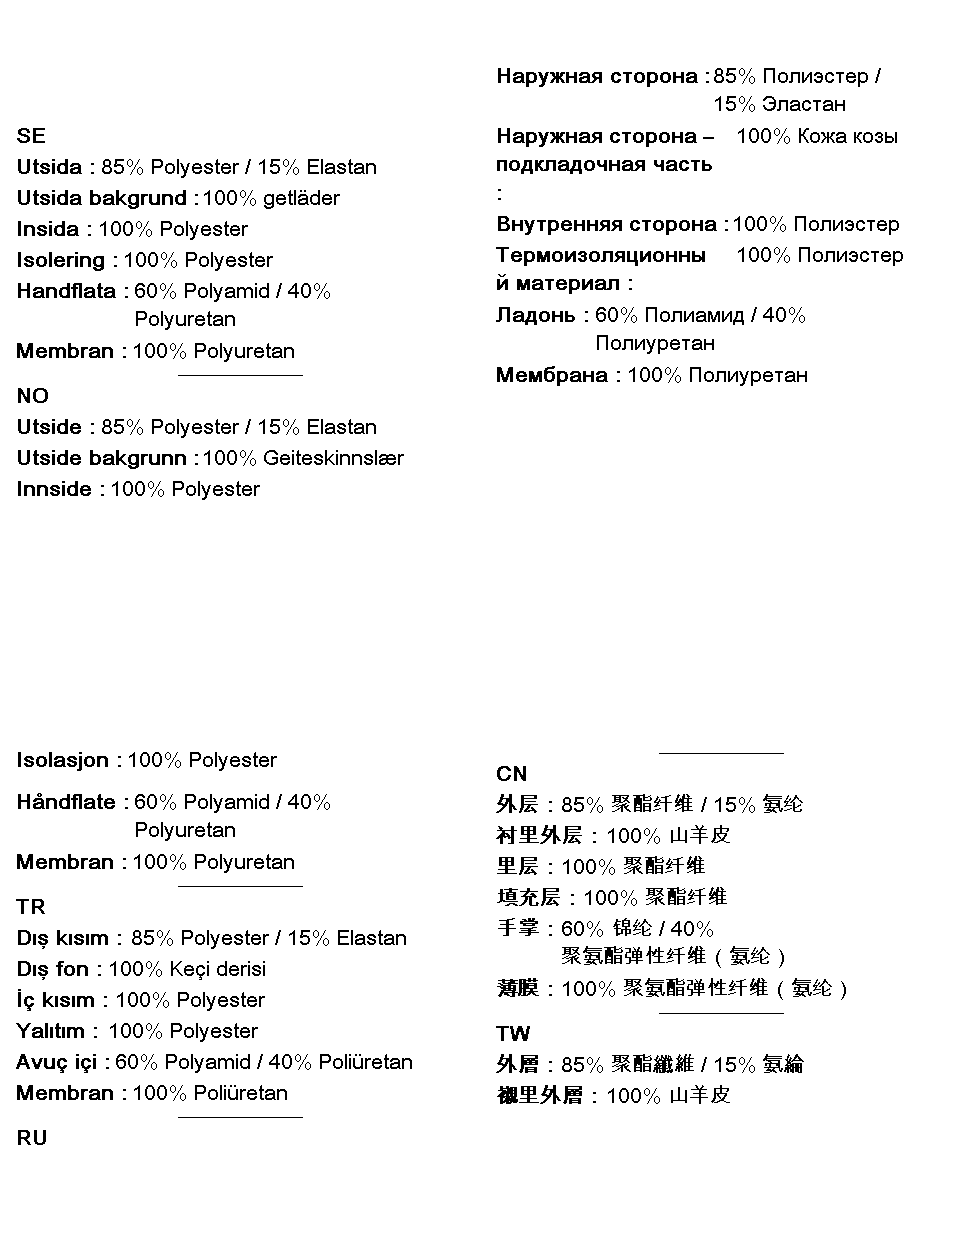 SE
Utsida : 85% Polyester / 15% Elastan
Utsida bakgrund : 100% getläder
Insida : 100% Polyester
Isolering : 100% Polyester
Handflata : 60% Polyamid / 40%
Polyuretan
Membran : 100% Polyuretan
NO
Utside : 85% Polyester / 15% Elastan
Utside bakgrunn : 100% Geiteskinnslær
Innside : 100% Polyester
Isolasjon : 100% Polyester
Håndflate : 60% Polyamid / 40%
Polyuretan
Membran : 100% Polyuretan
TR
Dış kısım : 85% Polyester / 15% Elastan
Dış fon : 100% Keçi derisi
İç kısım : 100% Polyester
Yalıtım : 100% Polyester
Avuç içi : 60% Polyamid / 40% Poliüretan
Membran : 100% Poliüretan
RU
Наружная сторона : 85% Полиэстер /
15% Эластан
Наружная сторона – 100% Кожа козы
подкладочная часть
:
Внутренняя сторона : 100% Полиэстер
Термоизоляционны 100% Полиэстер
й материал :
Ладонь : 60% Полиамид / 40%
Полиуретан
Мембрана : 100% Полиуретан
CN
外层 : 85% 聚酯纤维 / 15% 氨纶
衬里外层 : 100% 山羊皮
里层 : 100% 聚酯纤维
填充层 : 100% 聚酯纤维
手掌 : 60% 锦纶 / 40%
聚氨酯弹性纤维（氨纶）
薄膜 : 100% 聚氨酯弹性纤维（氨纶）
TW
外層 : 85% 聚酯纖維 / 15% 氨綸
襯里外層 : 100% 山羊皮